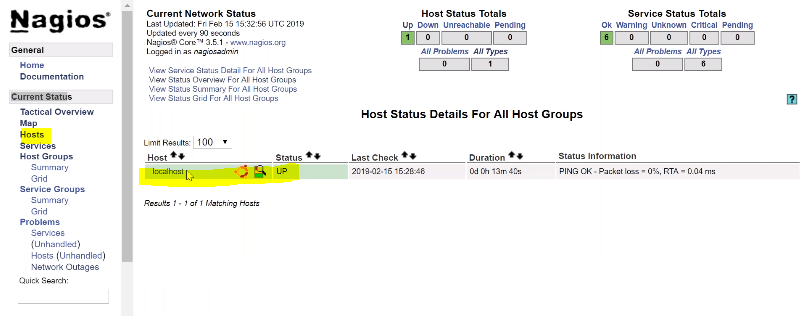 Nagios®
General
Home
Documentation
Current Status
Tactical Overview
Map
Hosts
Services
Host Groups
Summary
Grid
Service Groups
Summary
Grid
Problems
Services
(Unhandled)
Hosts (Unhandled)
Network Outages
Quick Search:
Current Network Status
Last Updated: Fri Feb 15 15:32:56 UTC 2019
Updated every 90 seconds
Nagios® Core™ 3.5.1 - www.nagios.org
Logged in as nagiosadmin
View Service Status Detail For All Host Groups
View Status Overview For All Host Groups
View Status Summary For All Host Groups
View Status Grid For All Host Groups
Host Status Totals
Up Down Unreachable Pending
1 0 0 0
All Problems All Types
0 1
Service Status Totals
Ok Warning Unknown Critical Pending
6 0 0 0 0
All Problems All Types
0 6
?
Host Status Details For All Host Groups
Limit Results: 100
Host Status Last Check Duration Status Information
localhost UP 2019-02-15 15:28:46 0d 0h 13m 40s PING OK - Packet loss = 0%, RTA = 0.04 ms
Results 1 - 1 of 1 Matching Hosts